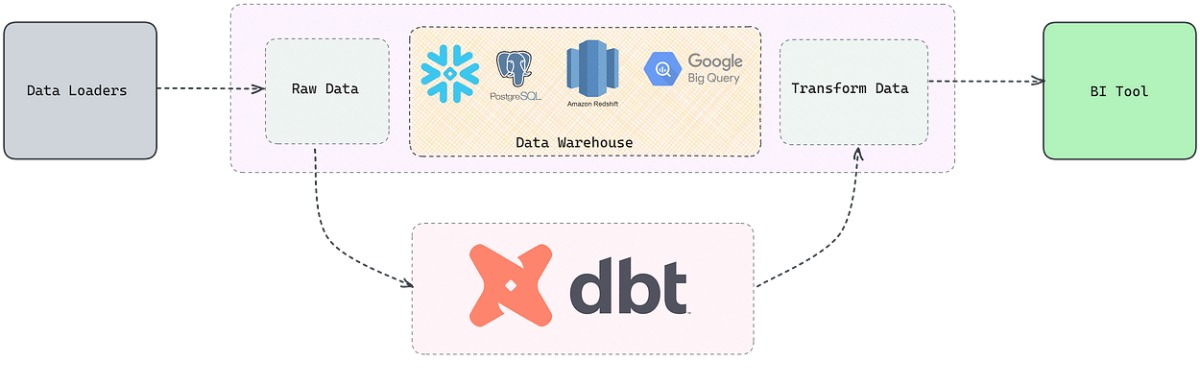 Data Loaders
Raw Data
PostgreSQL
Amazon Redshift
Google
Big Query
Data Warehouse
Transform Data
BI Tool
dbt